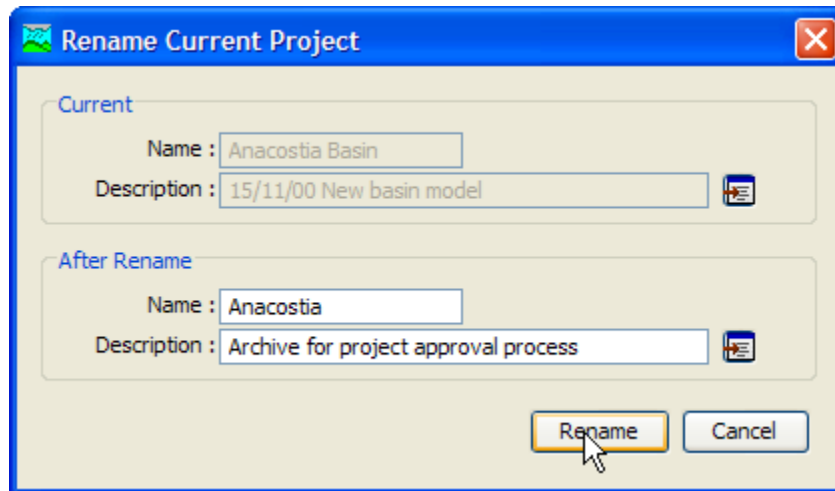 Rename Current Project
Current
Name : Anacostia Basin
Description : 15/11/00 New basin model
After Rename
Name : Anacostia
Description : Archive for project approval process
Rename Cancel